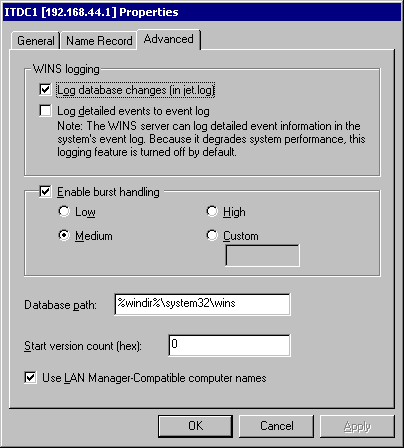 ITDC1 [192.168.44.1] Properties
General
Name Record
Advanced
WINS logging
Log database changes (in jet.log)
Log detailed events to event log
Note: The WINS server can log detailed event information in the
system's event log. Because it degrades system performance, this
logging feature is turned off by default.
Enable burst handling
Low
High
Medium
Custom
Database path:
%windir%\system32\wins
Start version count (hex):
0
Use LAN Manager-Compatible computer names
OK
Cancel
Apply